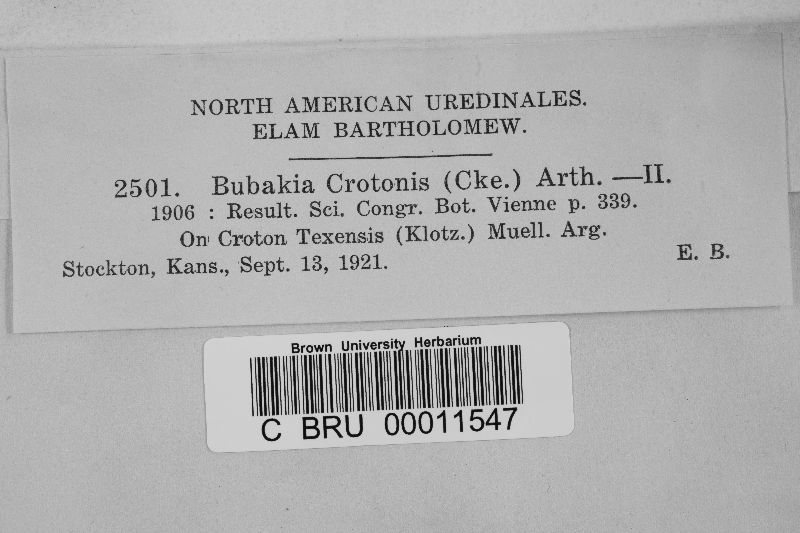 NORTH AMERICAN UREDINALES.
ELAM BARTHOLOMEW.
2501. Bubakia Crotonis (Cke.) Arth. —II.
1906 : Result. Sci. Congr. Bot. Vienne p. 339.
On Croton Texensis (Klotz.) Muell. Arg.
Stockton, Kans., Sept. 13, 1921.
E. B.
Brown University Herbarium
C BRU 00011547